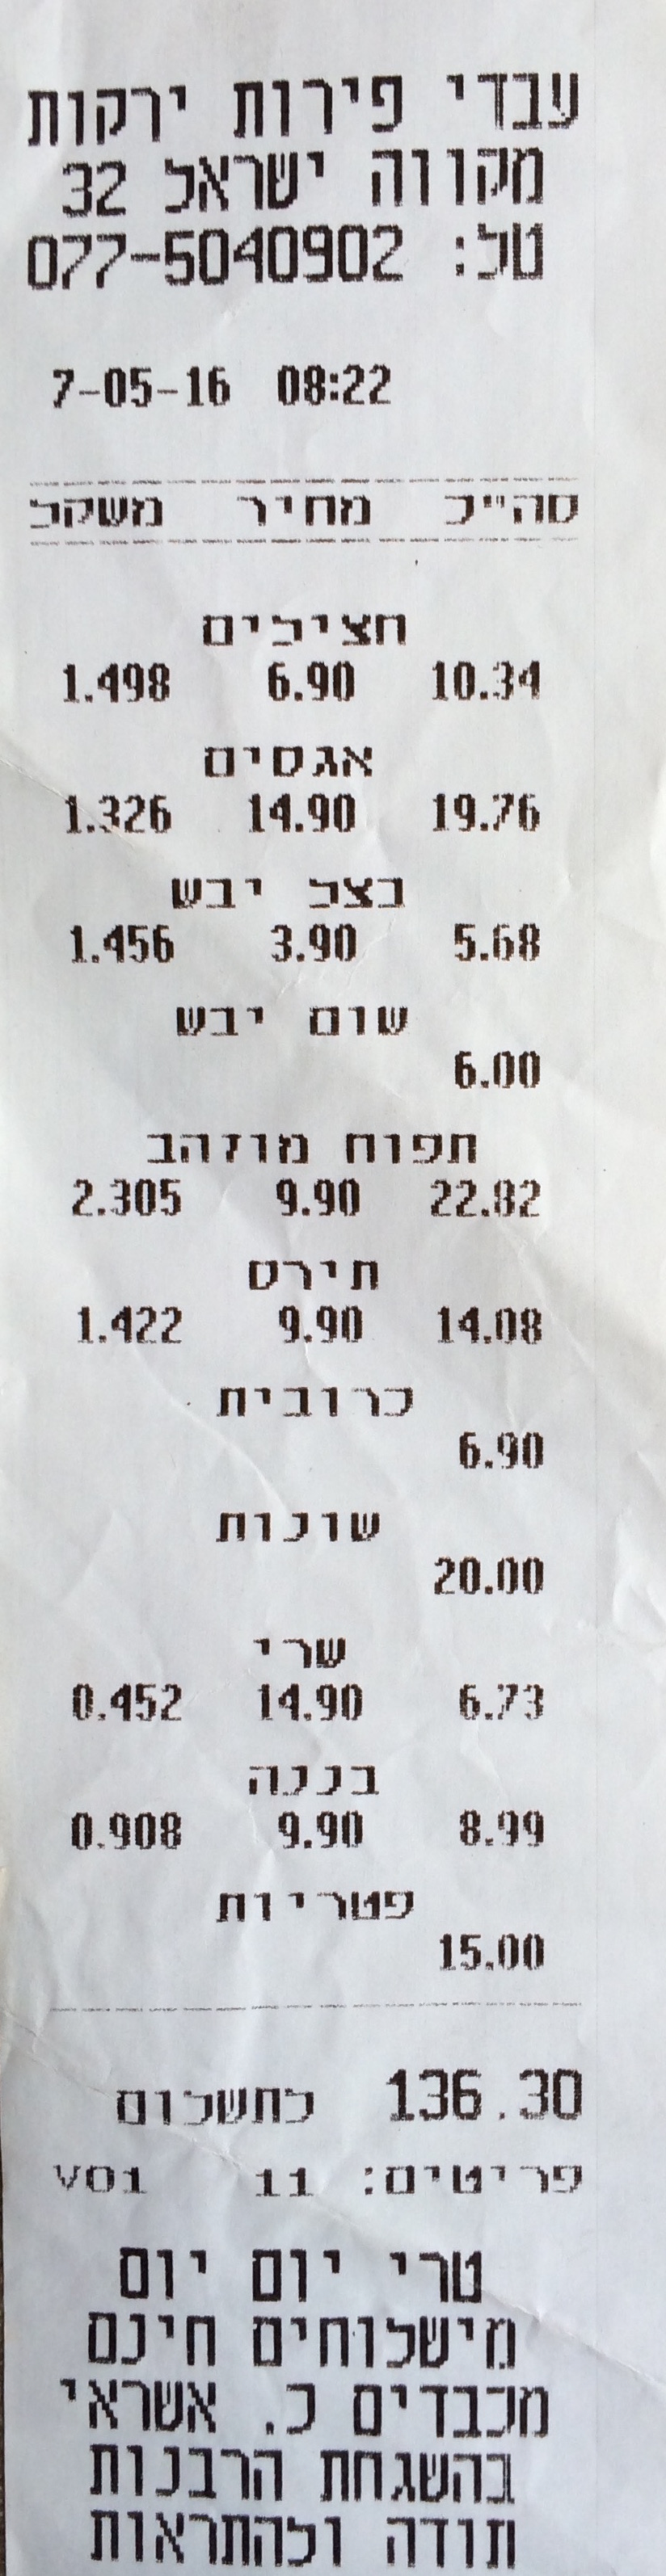 עבדי פירות ירקות
מקווה ישראל 32
טל: 077-5040902
7-05-16 08:22
סה"כ מחיר משקל
חצילים
10.34 6.90 1.498
אגסים
19.76 14.90 1.326
בצל יבש
5.68 3.90 1.456
שום יבש
6.00
תפוח מוזהב
22.82 9.90 2.305
תירס
14.08 9.90 1.422
כרובית
6.90
שונות
20.00
שרי
6.73 14.90 0.452
בננה
8.99 9.90 0.908
פטריות
15.00
136.30 לתשלום
פריטים: 11 V01
טרי יום יום
מישלוחים חינם
מכבדים כ. אשראי
בהשגחת הרבנות
תודה ולהתראות